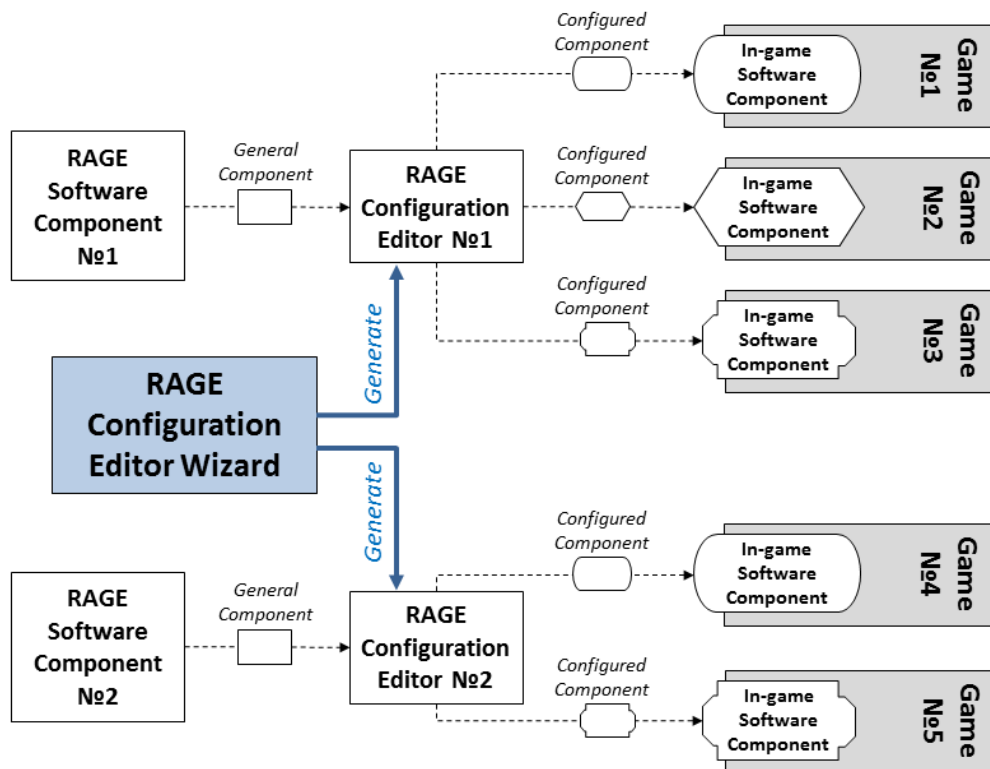 Configured
Component
In-game
Software
Component
Game
№1
RAGE
Software
Component
№1
General
Component
RAGE
Configuration
Editor №1
Configured
Component
In-game
Software
Component
Game
№2
Configured
Component
In-game
Software
Component
Game
№3
Generate
RAGE
Configuration
Editor Wizard
Generate
Configured
Component
In-game
Software
Component
Game
№4
RAGE
Software
Component
№2
General
Component
RAGE
Configuration
Editor №2
Configured
Component
In-game
Software
Component
Game
№5